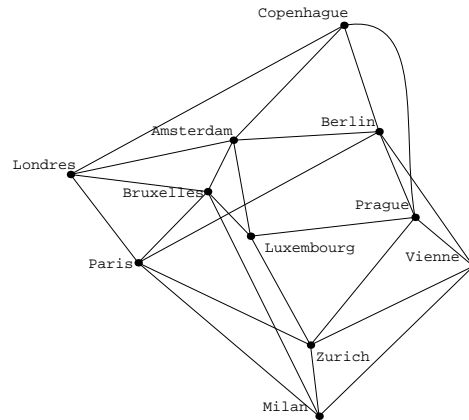 Copenhague
Amsterdam
Berlin
Londres
Bruxelles
Prague
Luxembourg
Vienne
Paris
Zurich
Milan